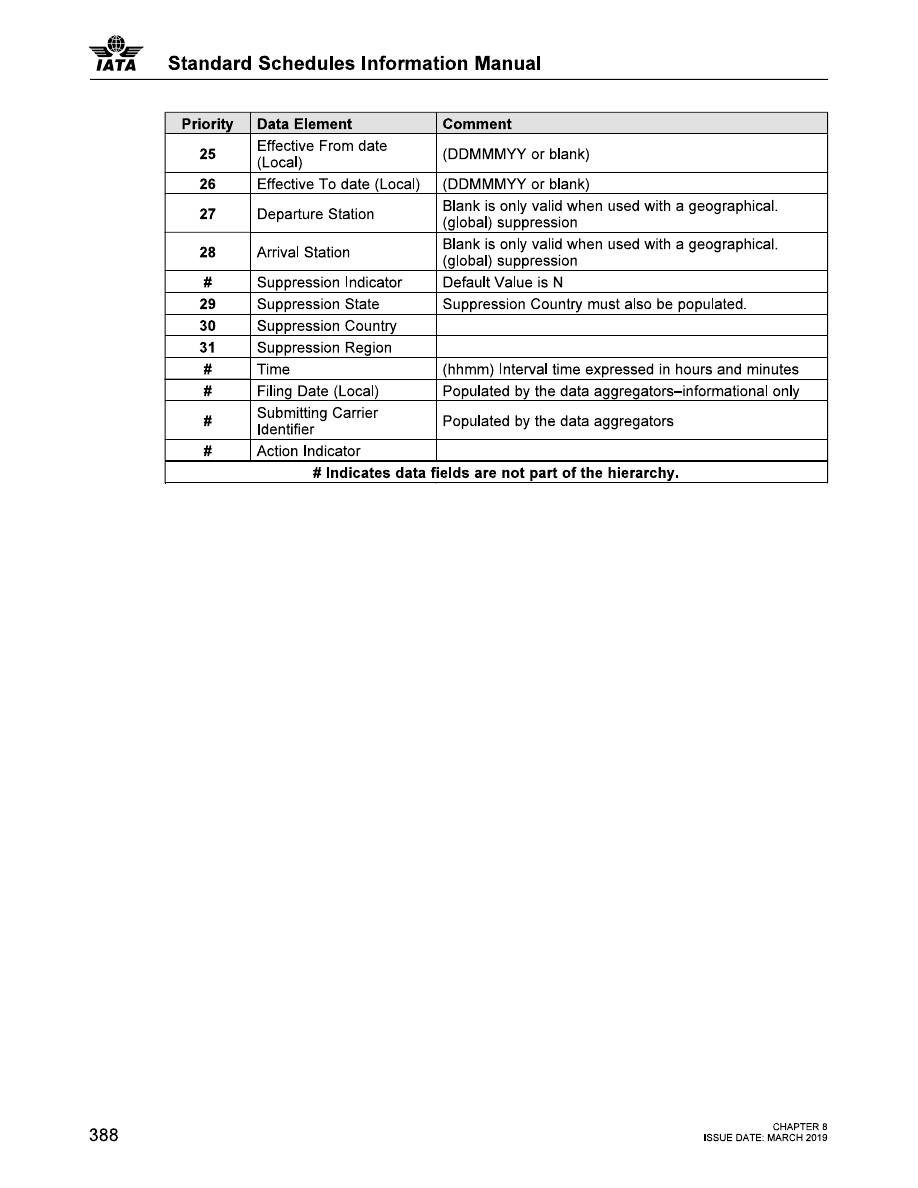 IATA
Standard Schedules Information Manual
Priority Data Element Comment
25 Effective From date (Local) (DDMMMYY or blank)
26 Effective To date (Local) (DDMMMYY or blank)
27 Departure Station Blank is only valid when used with a geographical.
(global) suppression
28 Arrival Station Blank is only valid when used with a geographical.
(global) suppression
# Suppression Indicator Default Value is N
29 Suppression State Suppression Country must also be populated.
30 Suppression Country
31 Suppression Region
# Time (hhmm) Interval time expressed in hours and minutes
# Filing Date (Local) Populated by the data aggregators–informational only
# Submitting Carrier Identifier Populated by the data aggregators
# Action Indicator
# Indicates data fields are not part of the hierarchy.
388
CHAPTER 8
ISSUE DATE: MARCH 2019